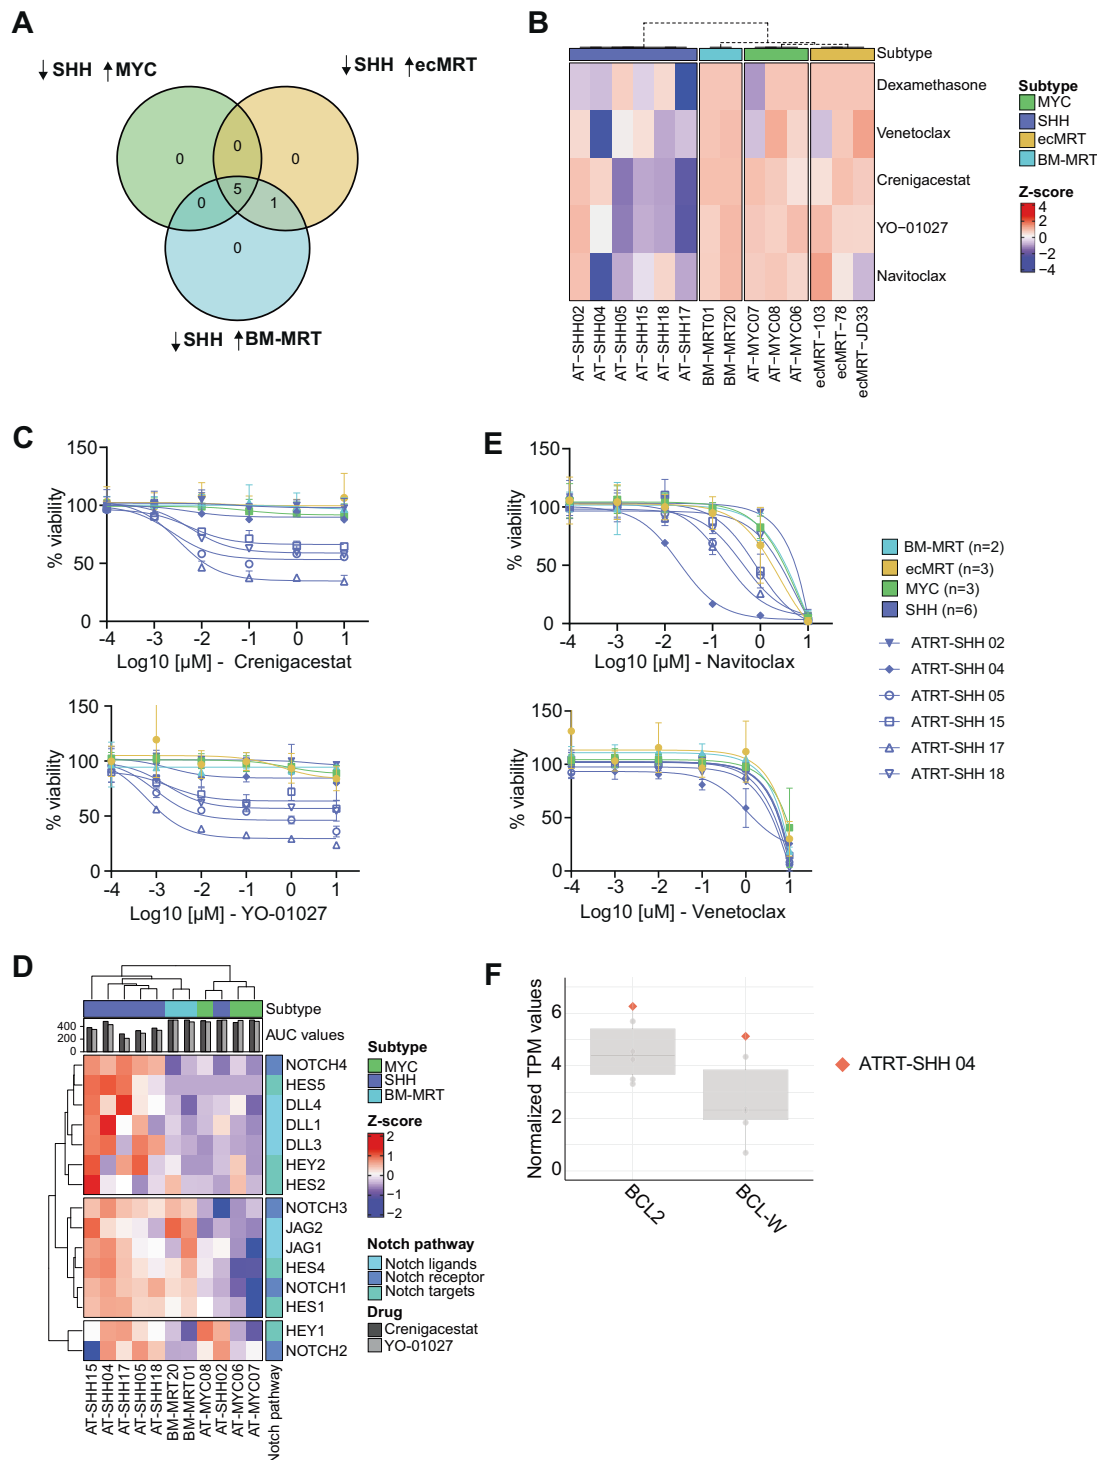 A
↓SHH ↑MYC
↓SHH ↑ecMRT
0
0
0
5
0
1
0
↓SHH ↑BM-MRT
B
Subtype
Dexamethasone
Venetoclax
Crenigacestat
YO−01027
Navitoclax
AT−SHH02
AT−SHH04
AT−SHH05
AT−SHH15
AT−SHH18
AT−SHH17
BM−MRT01
BM−MRT20
AT−MYC07
AT−MYC08
AT−MYC06
ecMRT−103
ecMRT−78
ecMRT−JD33
Subtype
MYC
SHH
ecMRT
BM-MRT
Z-score
4
2
0
−2
−4
C
150
100
50
0
% viability
-4 -3 -2 -1 0 1
Log10 [µM] - Crenigacestat
150
100
50
0
% viability
-4 -3 -2 -1 0 1
Log10 [µM] - YO-01027
E
150
100
50
0
% viability
-4 -3 -2 -1 0 1
Log10 [µM] - Navitoclax
150
100
50
0
% viability
-4 -3 -2 -1 0 1
Log10 [uM] - Venetoclax
BM-MRT (n=2)
ecMRT (n=3)
MYC (n=3)
SHH (n=6)
ATRT-SHH 02
ATRT-SHH 04
ATRT-SHH 05
ATRT-SHH 15
ATRT-SHH 17
ATRT-SHH 18
D
Subtype
400
200
0
AUC values
NOTCH4
HES5
DLL4
DLL1
DLL3
HEY2
HES2
NOTCH3
JAG2
JAG1
HES4
NOTCH1
HES1
HEY1
NOTCH2
AT−SHH15
AT−SHH04
AT−SHH17
AT−SHH05
AT−SHH18
BM−MRT20
BM−MRT01
AT−MYC08
AT−SHH02
AT−MYC06
AT−MYC07
Notch pathway
Subtype
MYC
SHH
BM-MRT
Z-score
2
1
0
−1
−2
Notch pathway
Notch ligands
Notch receptor
Notch targets
Drug
Crenigacestat
YO-01027
F
Normalized TPM values
6
4
2
0
BCL2
BCL-W
ATRT-SHH 04